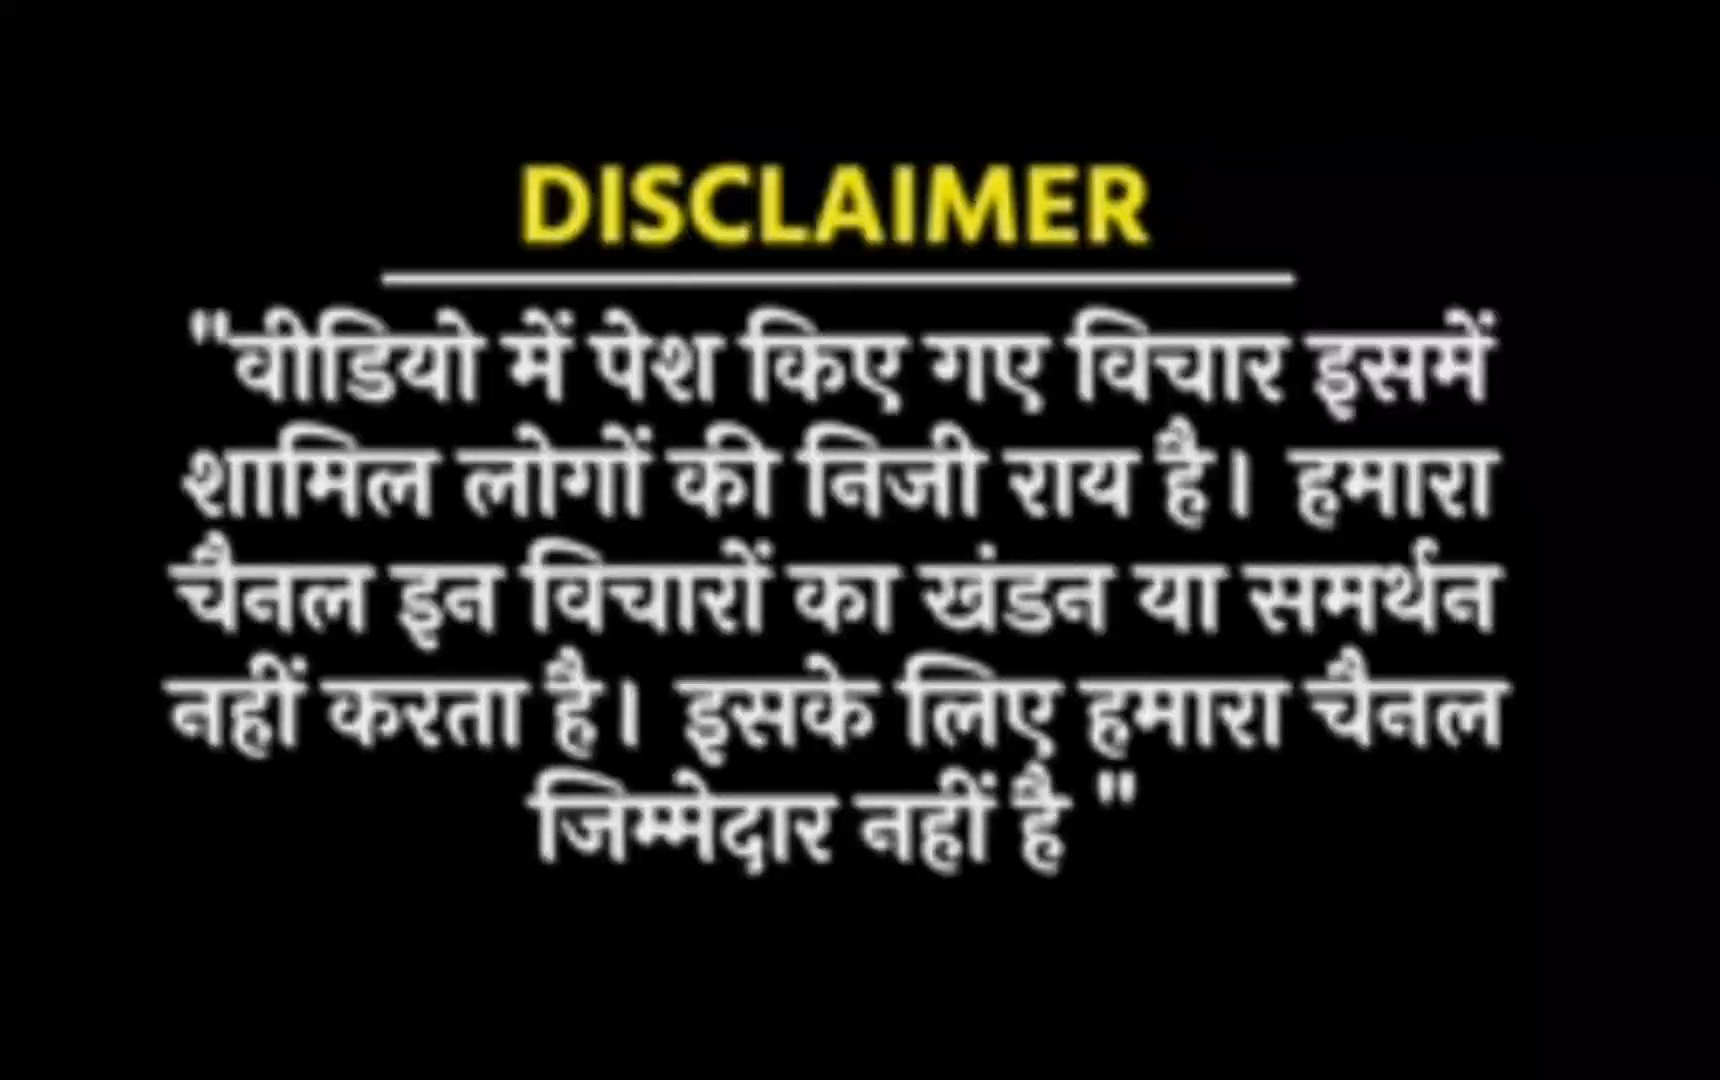 DISCLAIMER
"वीडियो में पेश किए गए विचार इसमें
शामिल लोगों की निजी राय है। हमारा
चैनल इन विचारों का खंडन या समर्थन
नहीं करता है। इसके लिए हमारा चैनल
जिम्मेदार नहीं है "